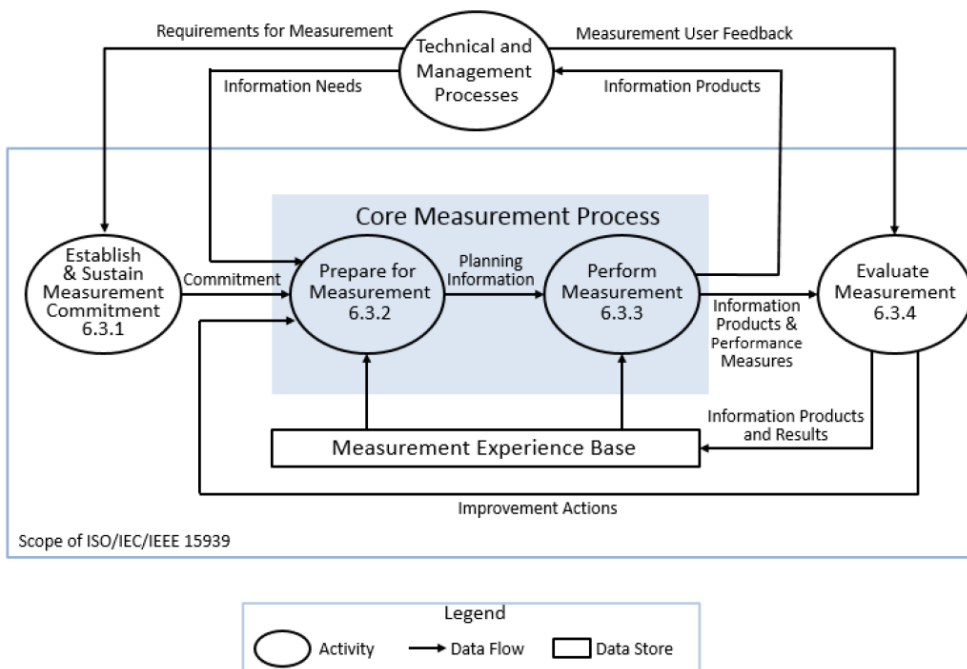 Requirements for Measurement
Technical and
Management
Processes
Measurement User Feedback
Information Needs
Information Products
Core Measurement Process
Establish
& Sustain
Measurement
Commitment
6.3.1
Commitment
Prepare for
Measurement
6.3.2
Planning
Information
Perform
Measurement
6.3.3
Information
Products &
Performance
Measures
Evaluate
Measurement
6.3.4
Information Products
and Results
Measurement Experience Base
Improvement Actions
Scope of ISO/IEC/IEEE 15939
Legend
Activity
Data Flow
Data Store